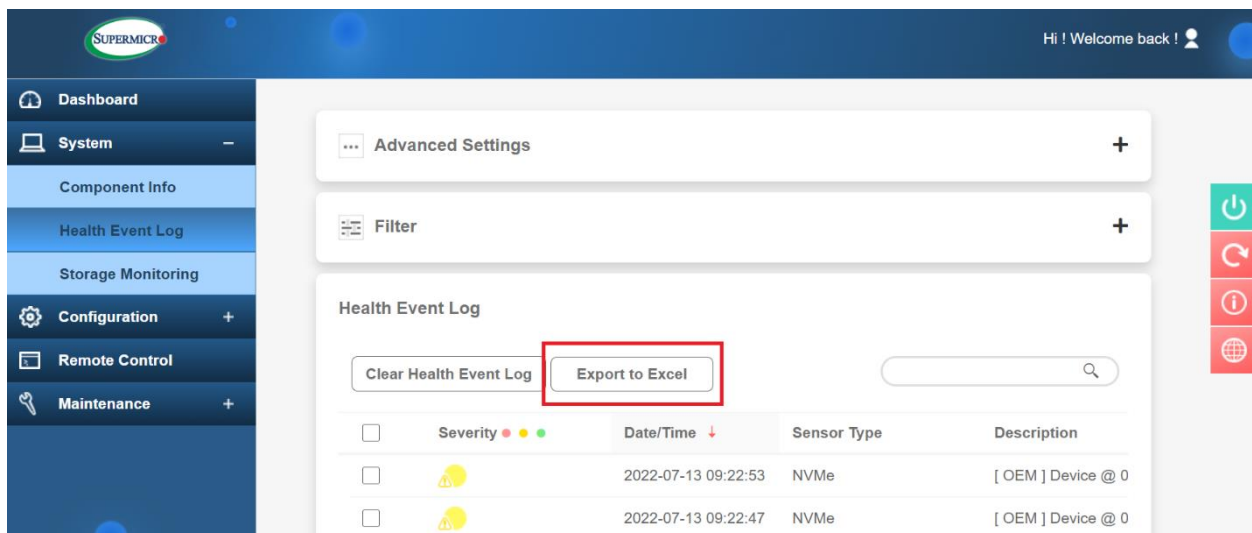 SUPERMICRO
Hi ! Welcome back !
Dashboard
System −
Component Info
Health Event Log
Storage Monitoring
Configuration +
Remote Control
Maintenance +
Advanced Settings +
Filter +
Health Event Log
Clear Health Event Log Export to Excel
Severity Date/Time ↓ Sensor Type Description
2022-07-13 09:22:53 NVMe [ OEM ] Device @ 0
2022-07-13 09:22:47 NVMe [ OEM ] Device @ 0